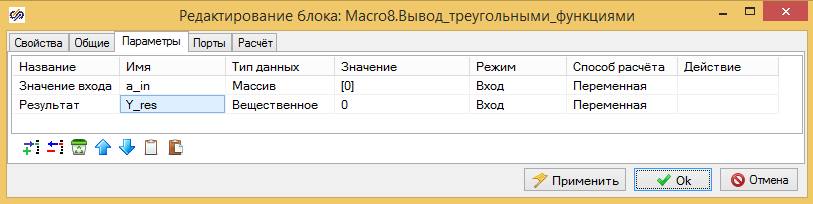 Редактирование блока: Macro8.Вывод_треугольными_функциями
Свойства Общие Параметры Порты Расчёт
Название Имя Тип данных Значение Режим Способ расчёта Действие
Значение входа a_in Массив [0] Вход Переменная
Результат Y_res Вещественное 0 Вход Переменная
Применить Ok Отмена